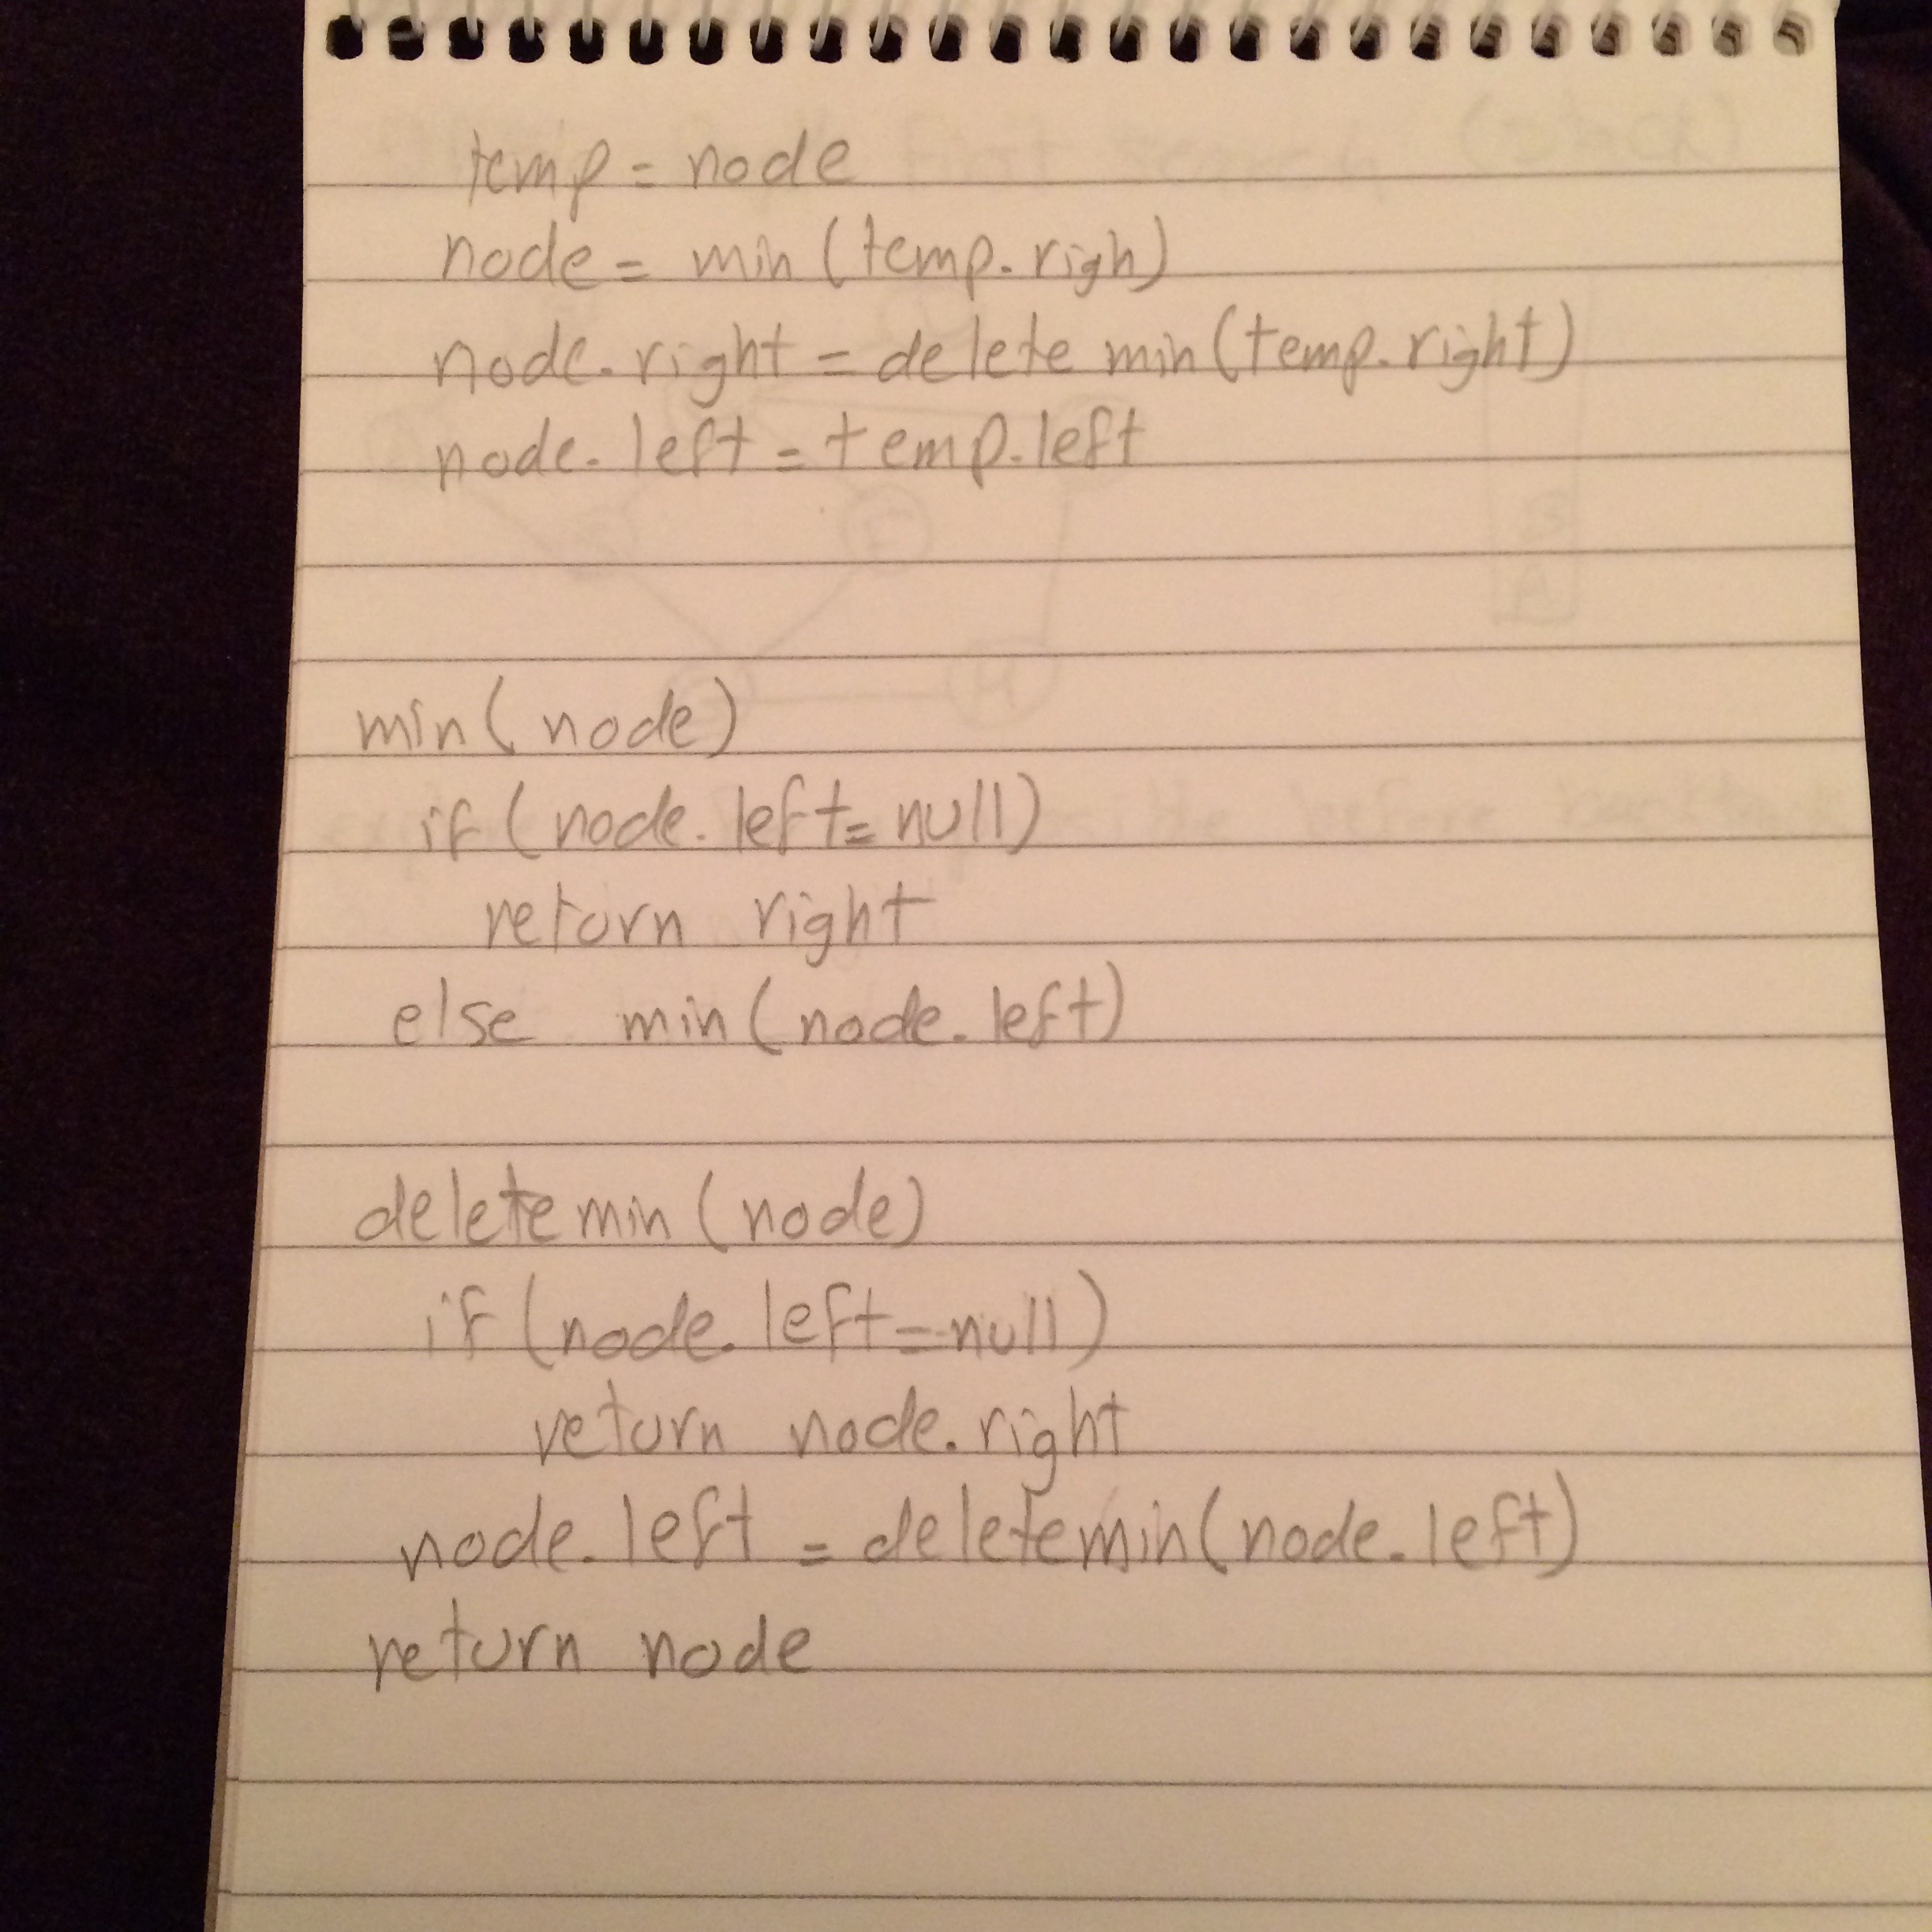 temp = node
node = min (temp.righ)
node.right = delete min (temp.right)
node.left = temp.left
min ( node)
if (node.left = null)
return right
else min (node.left)
deletemin (node)
if (node.left = null)
return node.right
node.left = deletemin(node.left)
return node